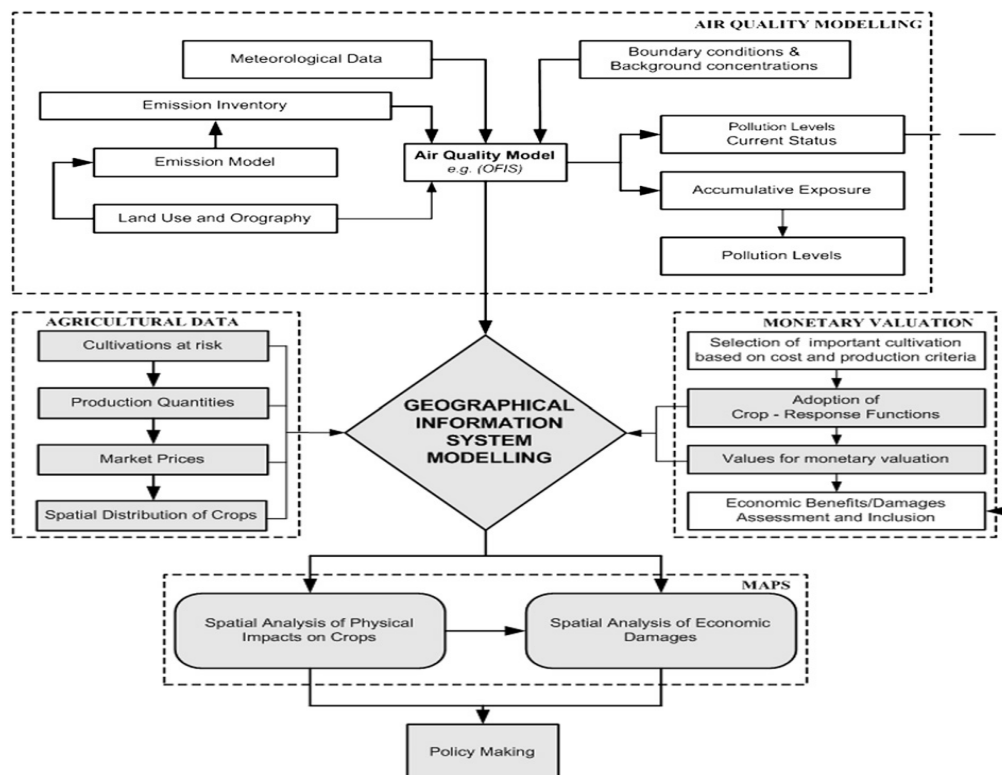 AIR QUALITY MODELLING
Meteorological Data
Boundary conditions &
Background concentrations
Emission Inventory
Emission Model
Land Use and Orography
Air Quality Model
e.g. (OFIS)
Pollution Levels
Current Status
Accumulative Exposure
Pollution Levels
AGRICULTURAL DATA
Cultivations at risk
Production Quantities
Market Prices
Spatial Distribution of Crops
GEOGRAPHICAL
INFORMATION
SYSTEM
MODELLING
MONETARY VALUATION
Selection of important cultivation
based on cost and production criteria
Adoption of
Crop - Response Functions
Values for monetary valuation
Economic Benefits/Damages
Assessment and Inclusion
MAPS
Spatial Analysis of Physical
Impacts on Crops
Spatial Analysis of Economic
Damages
Policy Making